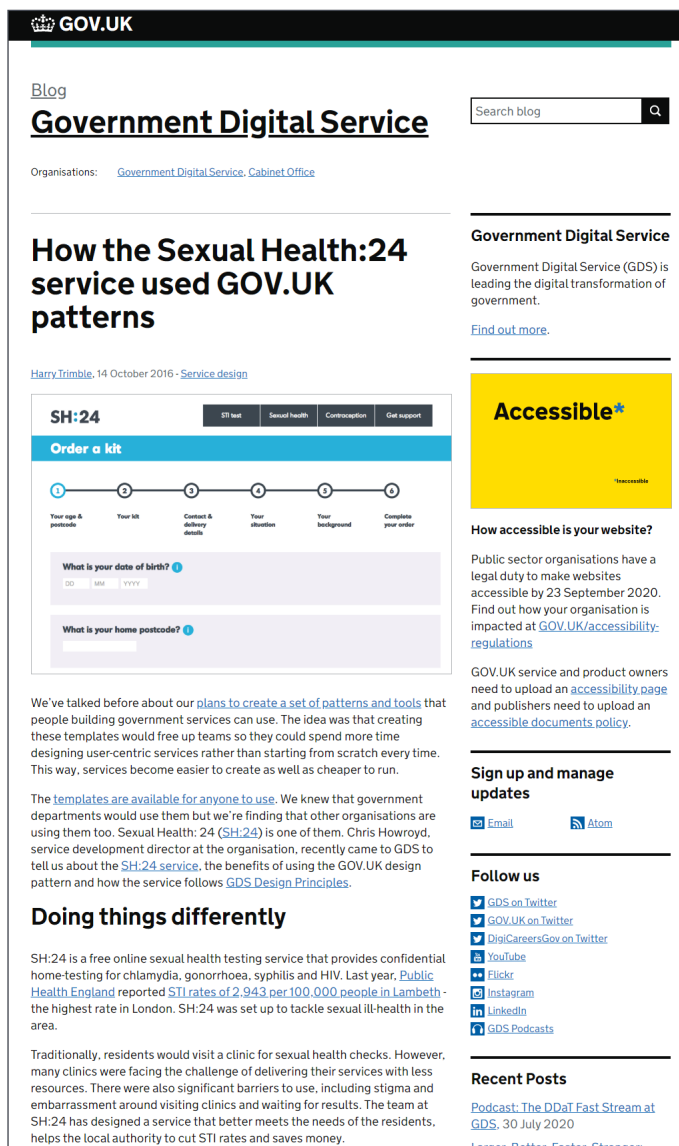 GOV.UK
Blog
Government Digital Service
Search blog
Organisations: Government Digital Service, Cabinet Office
How the Sexual Health:24
service used GOV.UK
patterns
Harry Trimble, 14 October 2016 - Service design
SH:24
STI test
Sexual health
Contraception
Get support
Order a kit
1
2
3
4
5
6
Your age &
postcode
Your kit
Contact &
delivery
details
Your
situation
Your
background
Complete
your order
What is your date of birth? i
DD
MM
YYYY
What is your home postcode? i
We’ve talked before about our plans to create a set of patterns and tools that
people building government services can use. The idea was that creating
these templates would free up teams so they could spend more time
designing user-centric services rather than starting from scratch every time.
This way, services become easier to create as well as cheaper to run.
The templates are available for anyone to use. We knew that government
departments would use them but we’re finding that other organisations are
using them too. Sexual Health: 24 (SH:24) is one of them. Chris Howroyd,
service development director at the organisation, recently came to GDS to
tell us about the SH:24 service, the benefits of using the GOV.UK design
pattern and how the service follows GDS Design Principles.
Doing things differently
SH:24 is a free online sexual health testing service that provides confidential
home-testing for chlamydia, gonorrhoea, syphilis and HIV. Last year, Public
Health England reported STI rates of 2,943 per 100,000 people in Lambeth -
the highest rate in London. SH:24 was set up to tackle sexual ill-health in the
area.
Traditionally, residents would visit a clinic for sexual health checks. However,
many clinics were facing the challenge of delivering their services with less
resources. There were also significant barriers to use, including stigma and
embarrassment around visiting clinics and waiting for results. The team at
SH:24 has designed a service that better meets the needs of the residents,
helps the local authority to cut STI rates and saves money.
Government Digital Service
Government Digital Service (GDS) is
leading the digital transformation of
government.
Find out more.
Accessible*
*Inaccessible
How accessible is your website?
Public sector organisations have a
legal duty to make websites
accessible by 23 September 2020.
Find out how your organisation is
impacted at GOV.UK/accessibility-
regulations
GOV.UK service and product owners
need to upload an accessibility page
and publishers need to upload an
accessible documents policy.
Sign up and manage
updates
Email
Atom
Follow us
GDS on Twitter
GOV.UK on Twitter
DigiCareersGov on Twitter
YouTube
Flickr
Instagram
LinkedIn
GDS Podcasts
Recent Posts
Podcast: The DDaT Fast Stream at
GDS, 30 July 2020